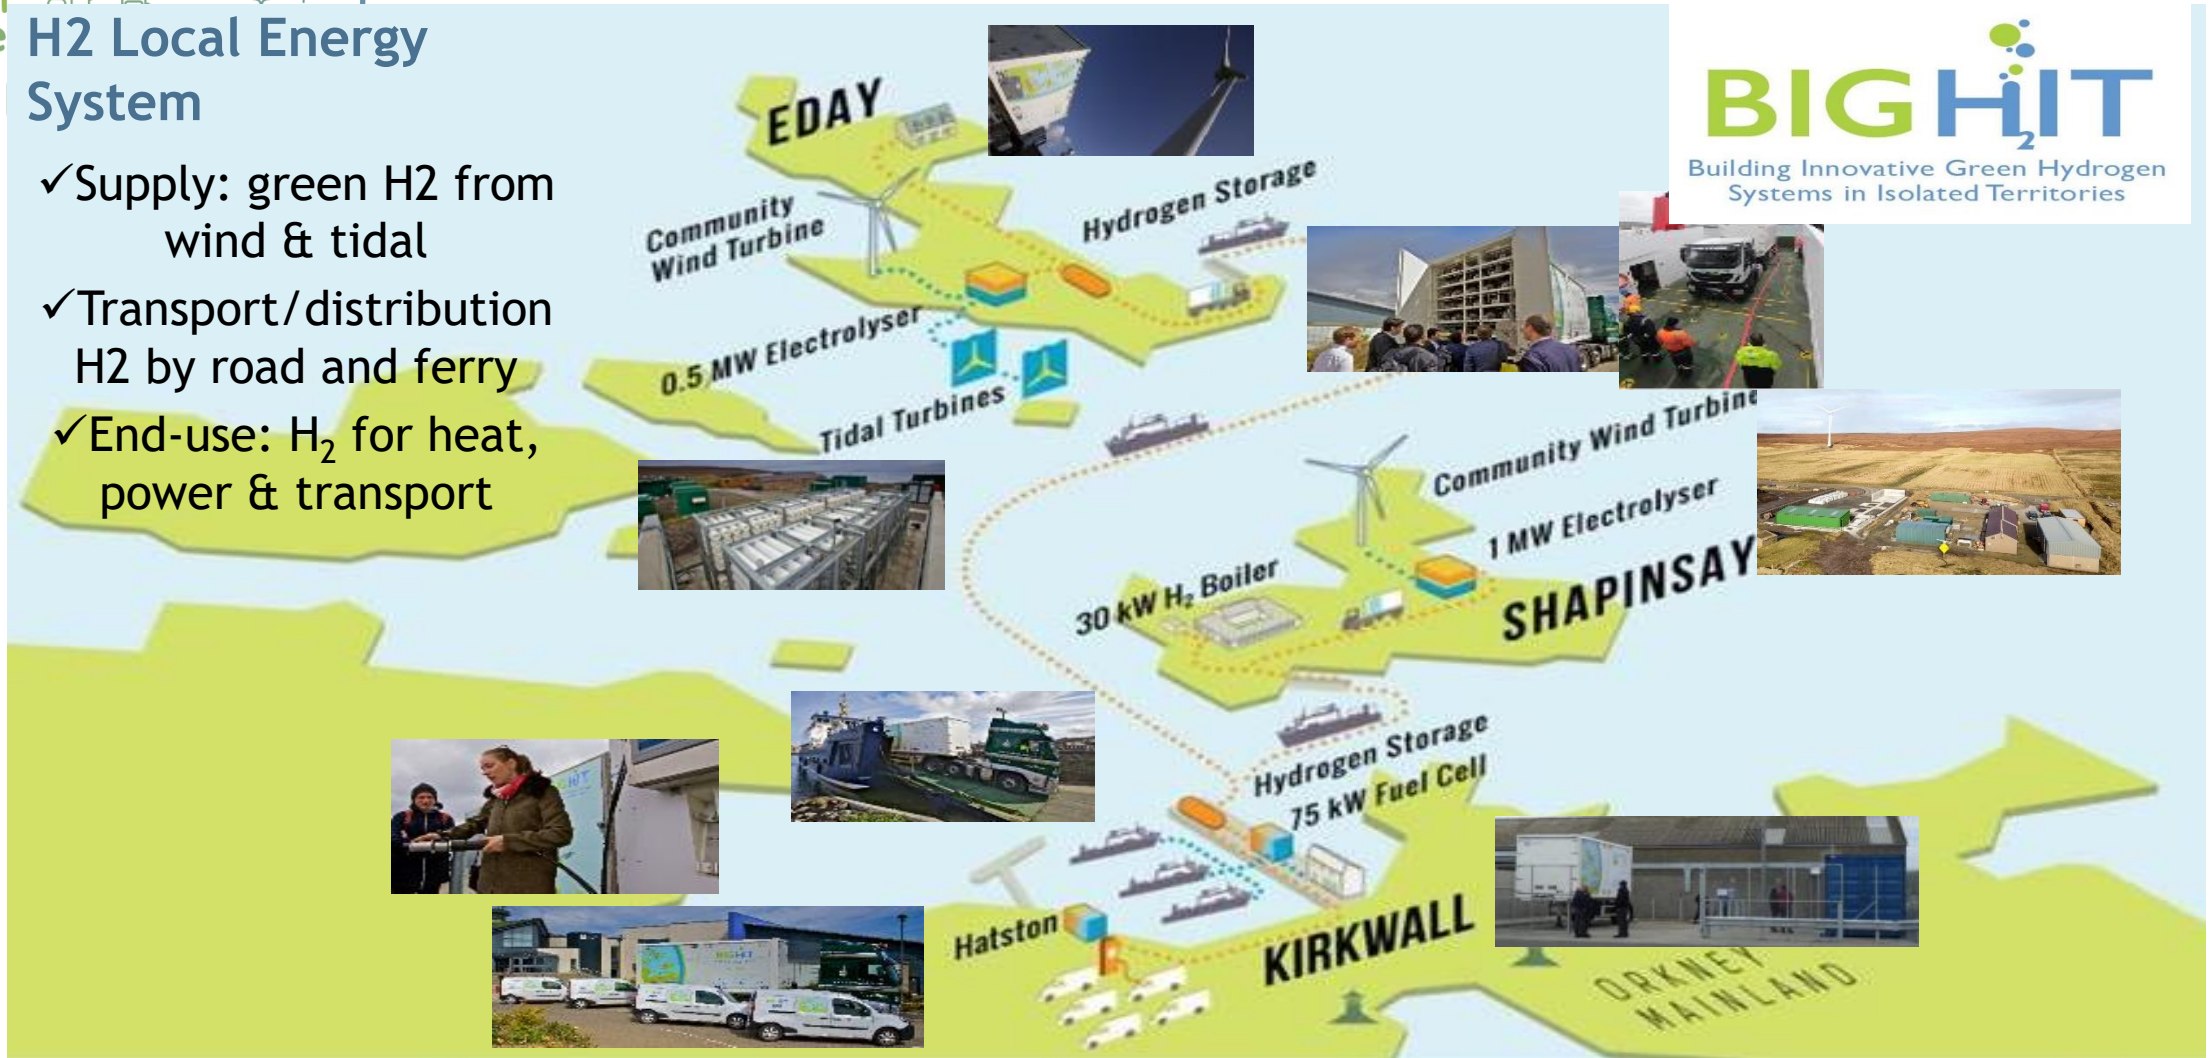 H2 Local Energy
System
✓Supply: green H2 from
wind & tidal
✓Transport/distribution
H2 by road and ferry
✓End-use: H₂ for heat,
power & transport
BIGH₂IT
Building Innovative Green Hydrogen
Systems in Isolated Territories
EDAY
Community
Wind Turbine
Hydrogen Storage
0.5 MW Electrolyser
Tidal Turbines
Community Wind Turbine
1 MW Electrolyser
30 kW H₂ Boiler
SHAPINSAY
Hydrogen Storage
75 kW Fuel Cell
Hatston
KIRKWALL
ORKNEY
MAINLAND
BIGHIT